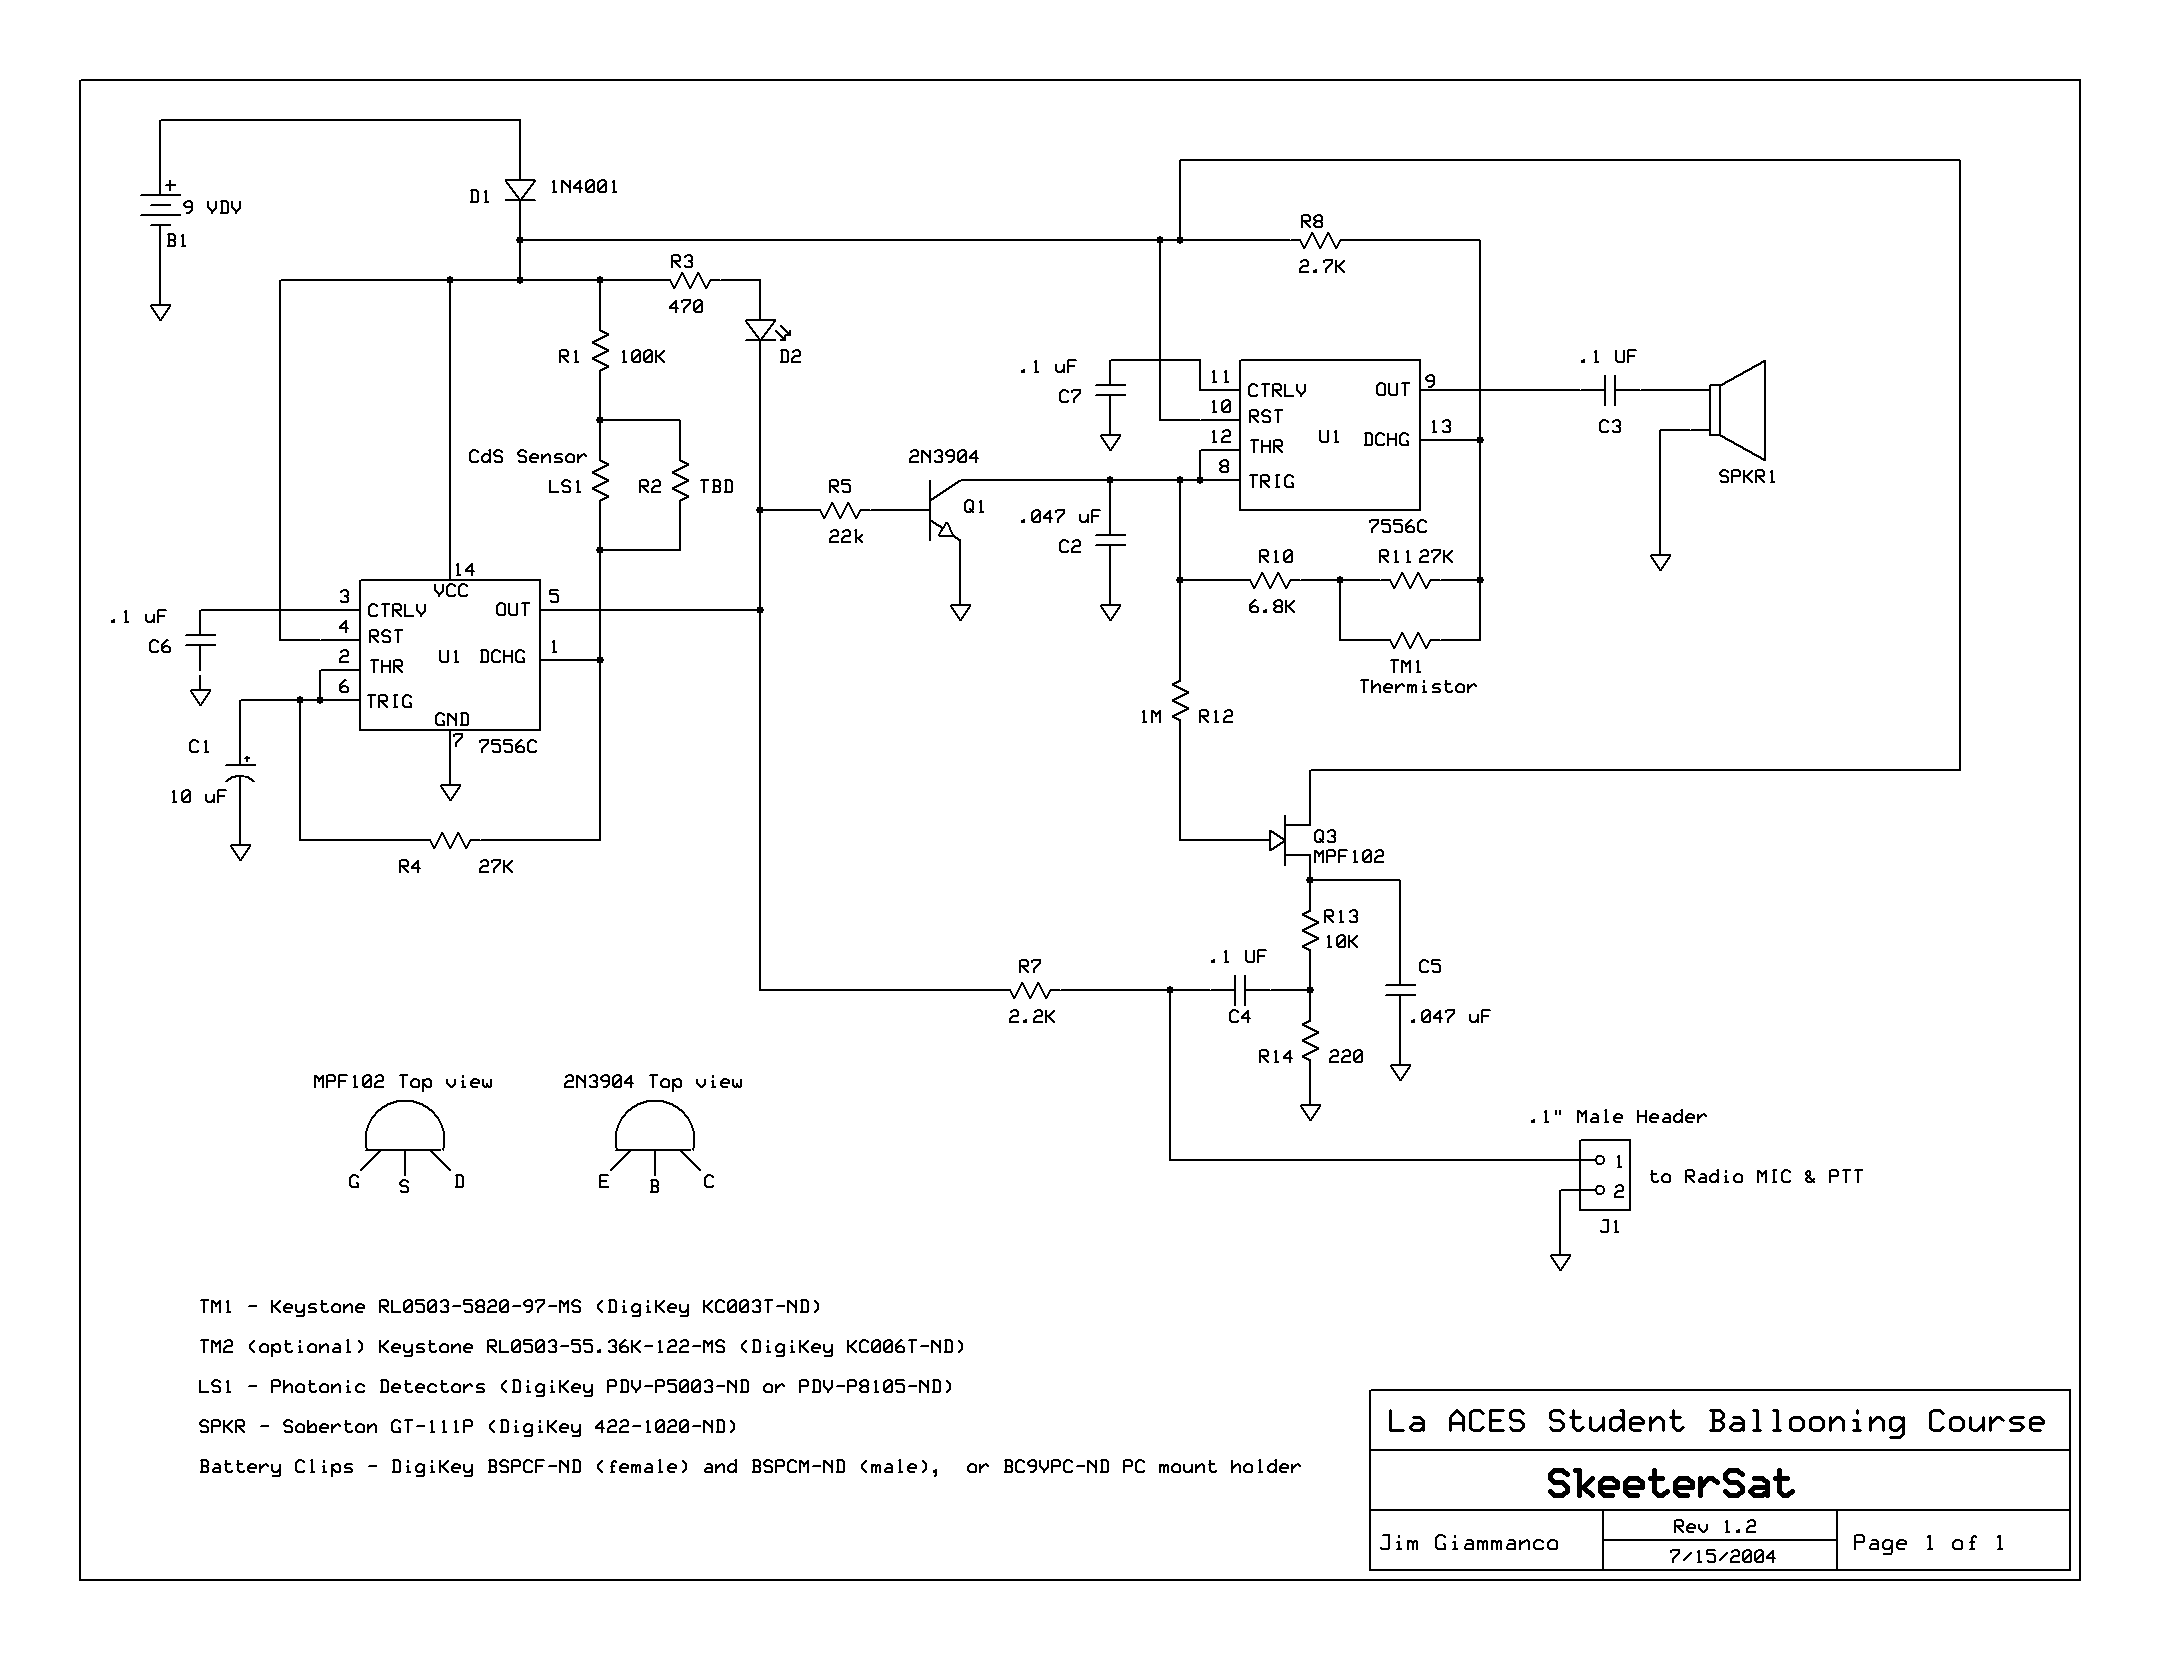 D1
1N4001
+
9 VDV
B1
R8
2.7K
R3
470
D2
R1
100K
CdS Sensor
LS1
R2
TBD
.1 uF
C7
11
CTRLV
10
RST
12
THR
8
TRIG
U1
OUT
9
DCHG
13
7556C
.1 UF
C3
SPKR1
2N3904
Q1
R5
22k
.047 uF
C2
R10
6.8K
R11 27K
TM1
Thermistor
.1 uF
C6
3
CTRLV
4
RST
2
THR
6
TRIG
14
VCC
OUT
5
U1
DCHG
1
GND
7
7556C
C1
+
10 uF
R4
27K
1M
R12
Q3
MPF102
R13
10K
.1 UF
C4
C5
.047 uF
R7
2.2K
R14
220
MPF102 Top view
G
S
D
2N3904 Top view
E
B
C
.1" Male Header
1
2
to Radio MIC & PTT
J1
TM1 - Keystone RL0503-5820-97-MS (DigiKey KC003T-ND)
TM2 (optional) Keystone RL0503-55.36K-122-MS (DigiKey KC006T-ND)
LS1 - Photonic Detectors (DigiKey PDV-P5003-ND or PDV-P8105-ND)
SPKR - Soberton GT-111P (DigiKey 422-1020-ND)
Battery Clips - DigiKey BSPCF-ND (female) and BSPCM-ND (male), or BC9VPC-ND PC mount holder
La ACES Student Ballooning Course
SkeeterSat
Jim Giammanco
Rev 1.2
7/15/2004
Page 1 of 1